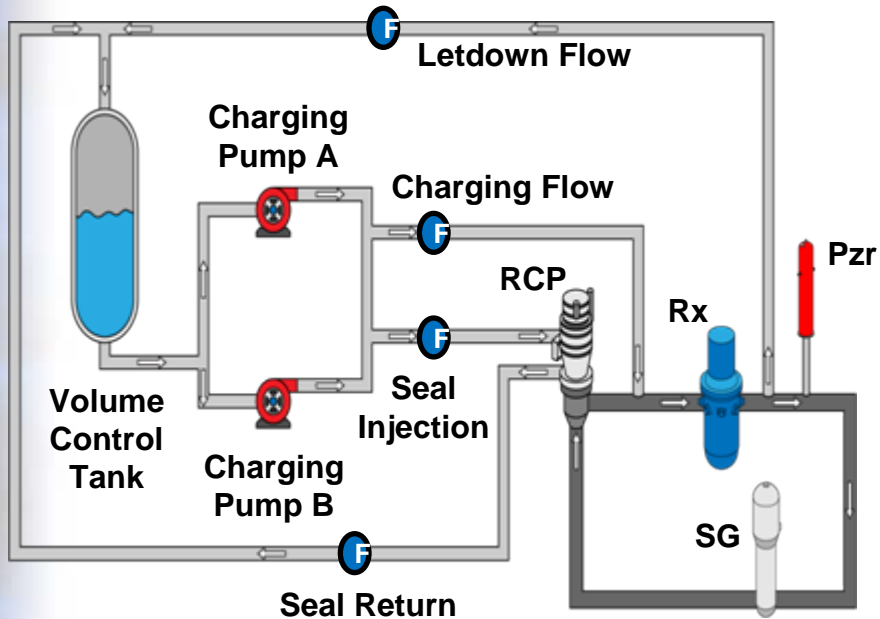 F
Letdown Flow
Charging
Pump A
Charging Flow
F
Pzr
RCP
Rx
F
Volume
Control
Tank
Seal
Injection
Charging
Pump B
SG
F
Seal Return